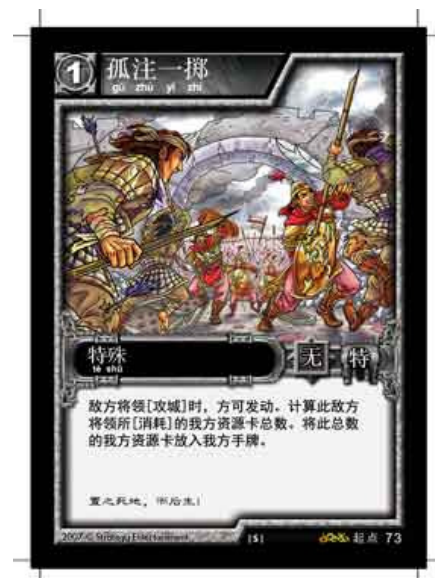 1
孤注一掷
gū zhù yī zhì
特殊
tè shū
无 特
敌方将领[攻城]时，方可发动。计算此敌方
将领所[消耗]的我方资源卡总数。将此总数
的我方资源卡放入我方手牌。
置之死地，而后生!
2007 © Strategy Entertainment
[S]
起点 73